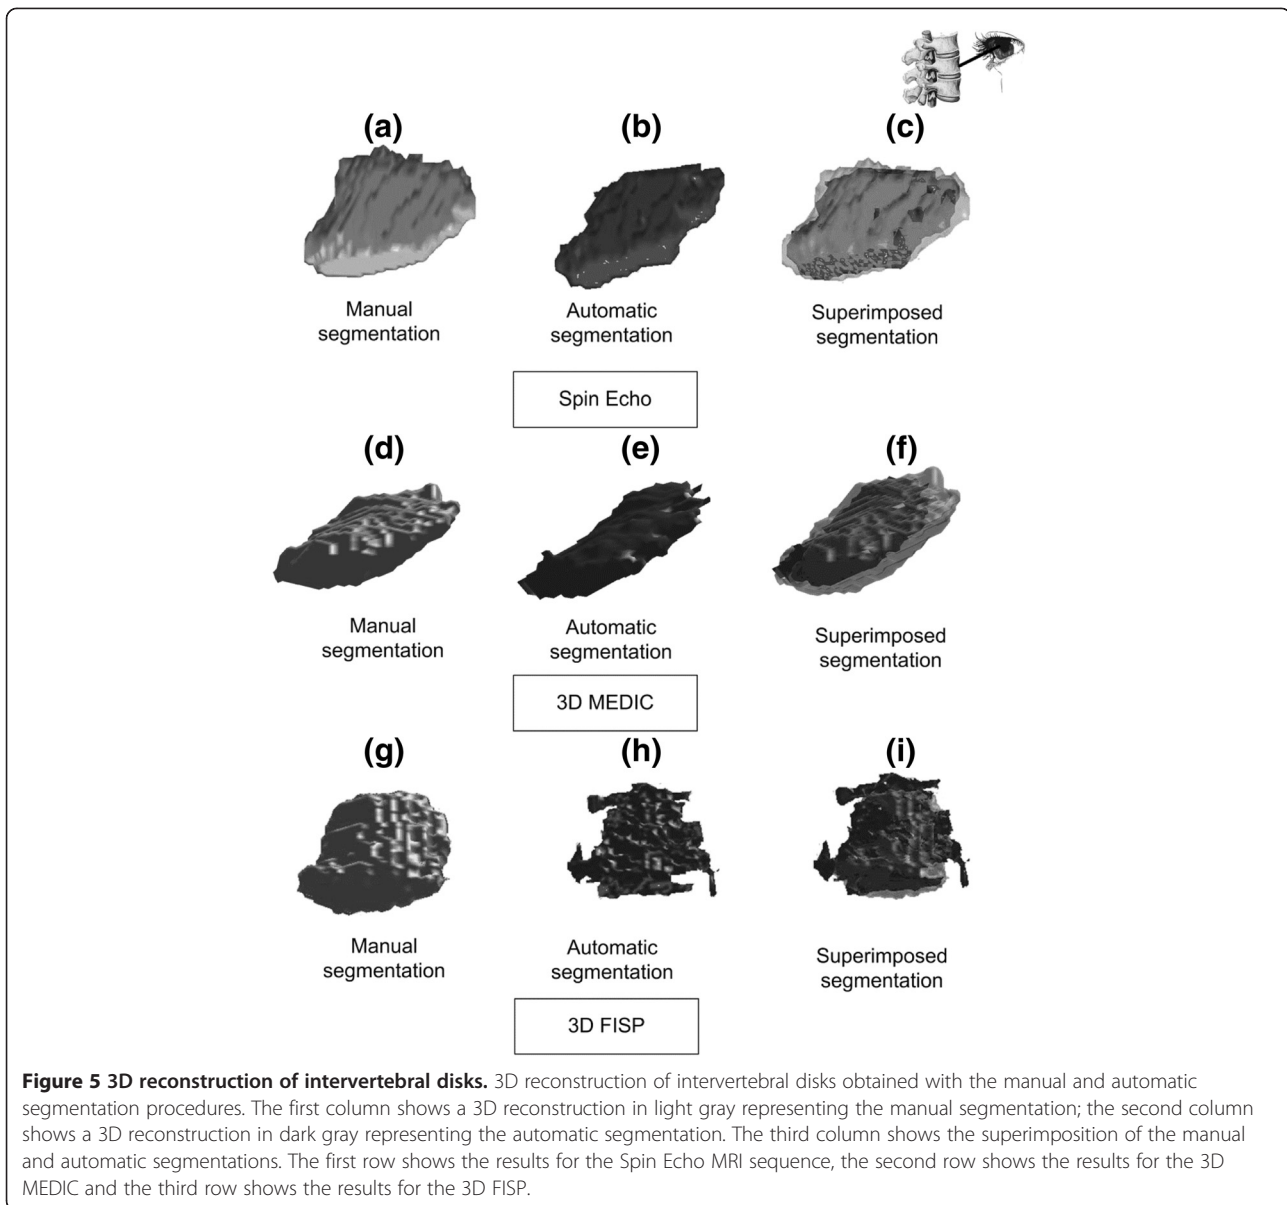 (a) (b) (c)
Manual segmentation
Automatic segmentation
Superimposed segmentation
Spin Echo
(d) (e) (f)
Manual segmentation
Automatic segmentation
Superimposed segmentation
3D MEDIC
(g) (h) (i)
Manual segmentation
Automatic segmentation
Superimposed segmentation
3D FISP
Figure 5 3D reconstruction of intervertebral disks. 3D reconstruction of intervertebral disks obtained with the manual and automatic
segmentation procedures. The first column shows a 3D reconstruction in light gray representing the manual segmentation; the second column
shows a 3D reconstruction in dark gray representing the automatic segmentation. The third column shows the superimposition of the manual
and automatic segmentations. The first row shows the results for the Spin Echo MRI sequence, the second row shows the results for the 3D
MEDIC and the third row shows the results for the 3D FISP.